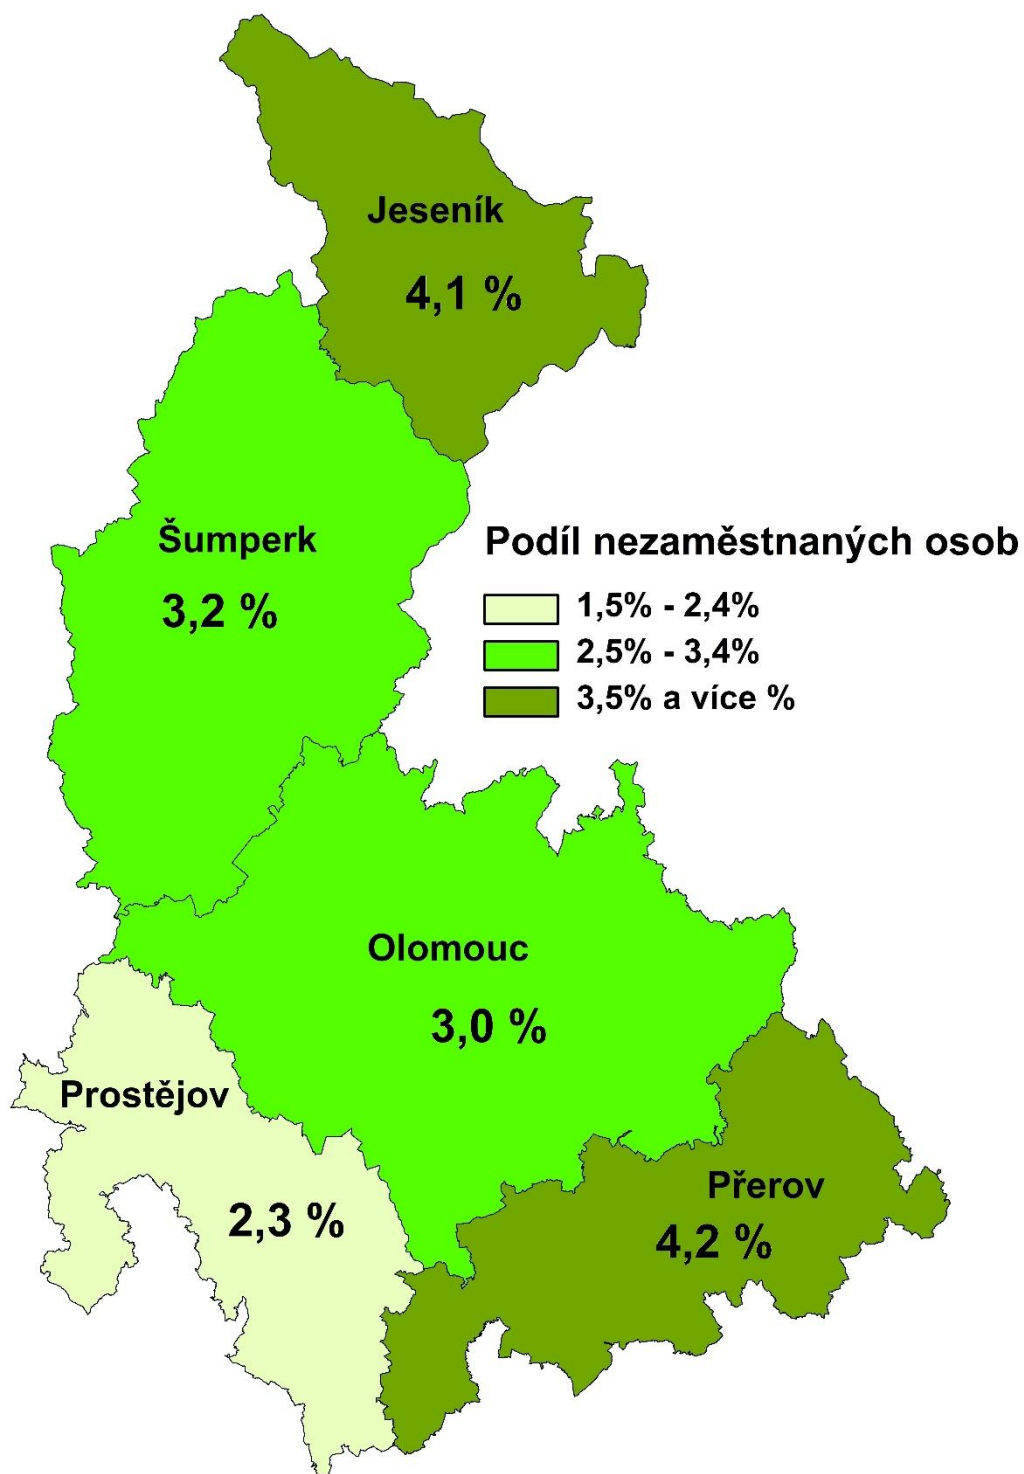 Jeseník
4,1 %
Šumperk
3,2 %
Podíl nezaměstnaných osob
1,5% - 2,4%
2,5% - 3,4%
3,5% a více %
Olomouc
3,0 %
Prostějov
2,3 %
Přerov
4,2 %